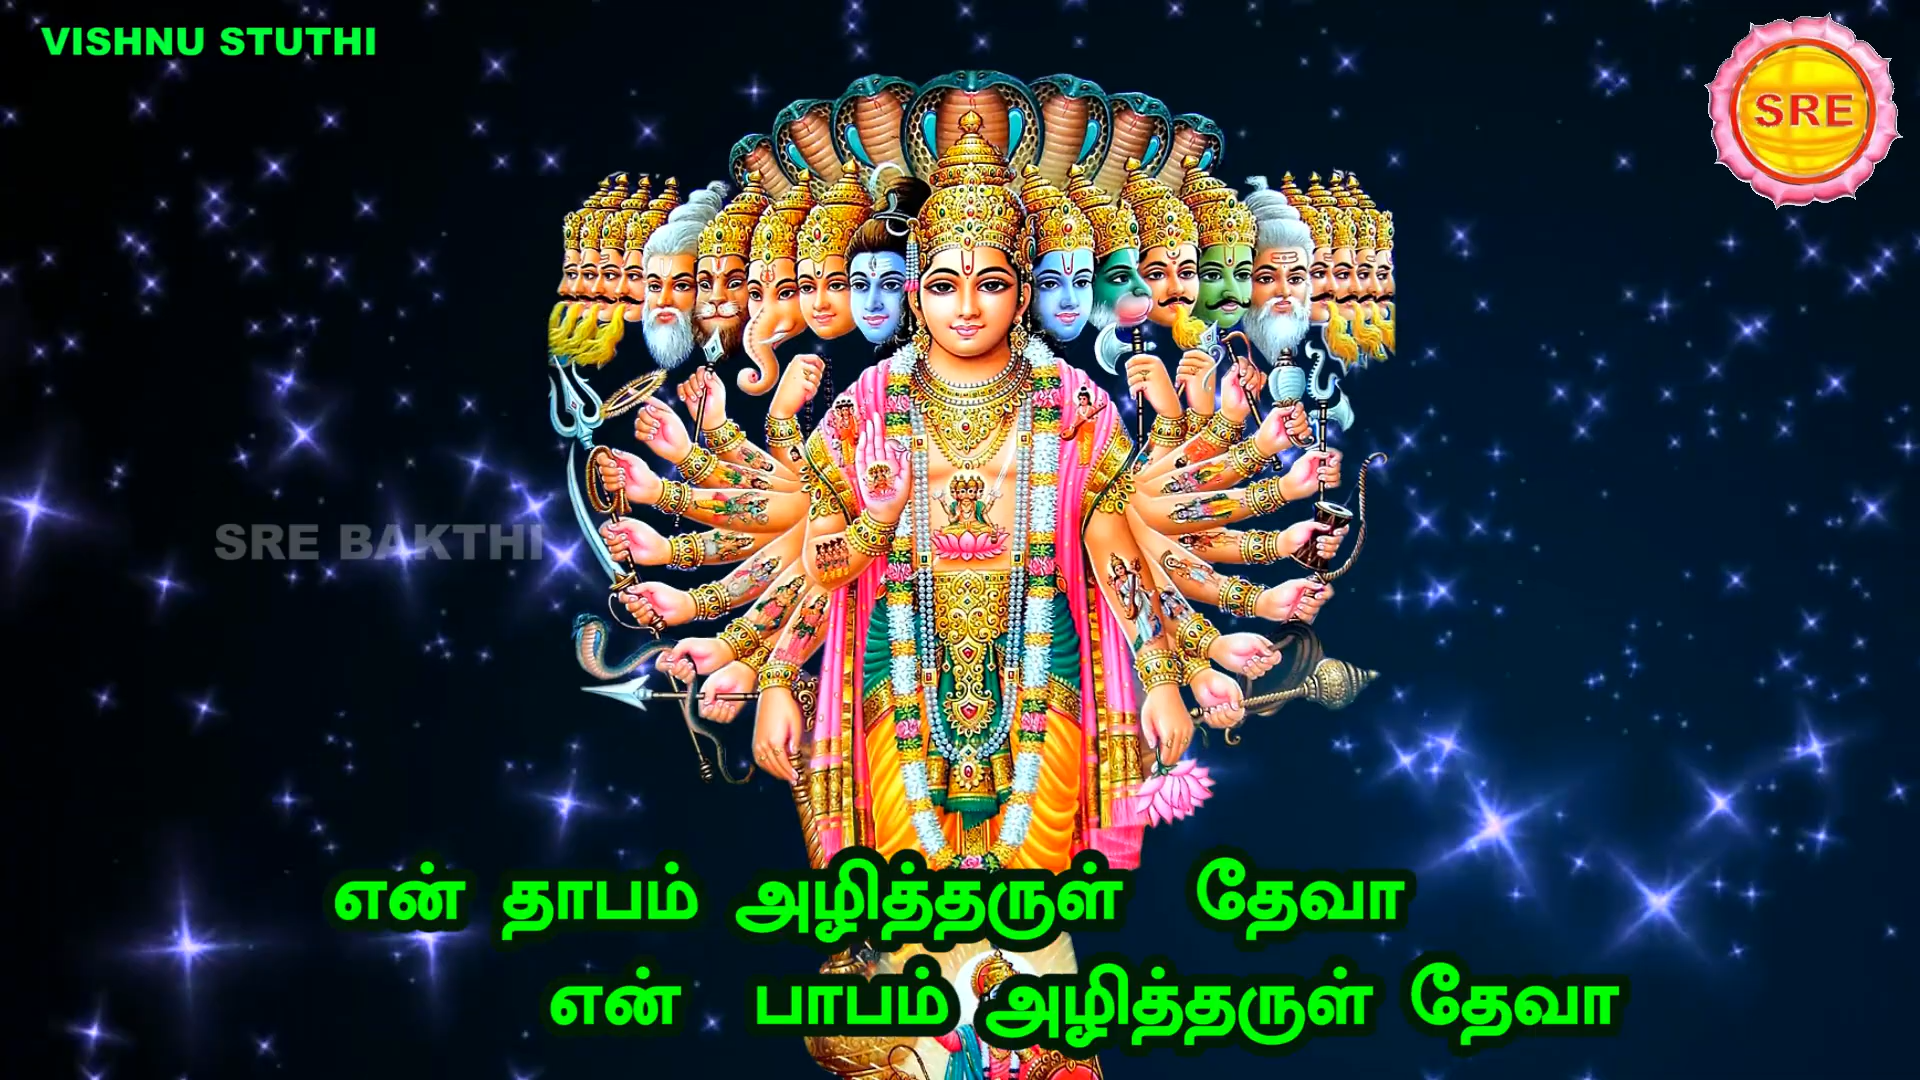 VISHNU STUTHI
SRE
SRE BAKTHI
என் தாபம் அழித்தருள் தேவா
என் பாபம் அழித்தருள் தேவா